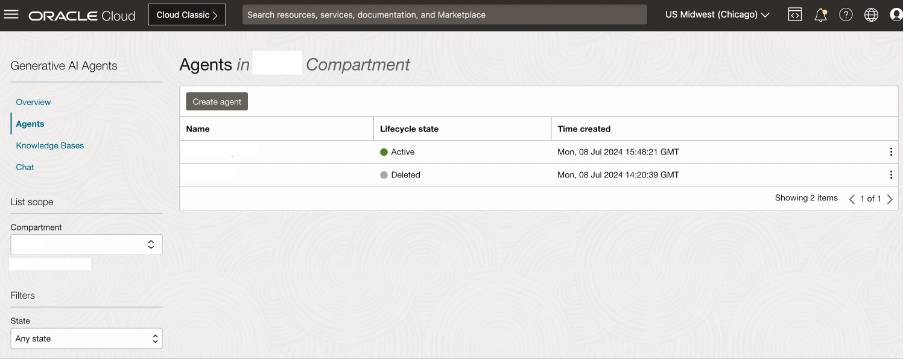 ORACLE Cloud
Cloud Classic >
Search resources, services, documentation, and Marketplace
US Midwest (Chicago)
Generative AI Agents
Overview
Agents
Knowledge Bases
Chat
List scope
Compartment
Filters
State
Any state
Agents in Compartment
Create agent
Name Lifecycle state Time created
Active Mon, 08 Jul 2024 15:48:21 GMT
Deleted Mon, 08 Jul 2024 14:20:39 GMT
Showing 2 items < 1 of 1 >